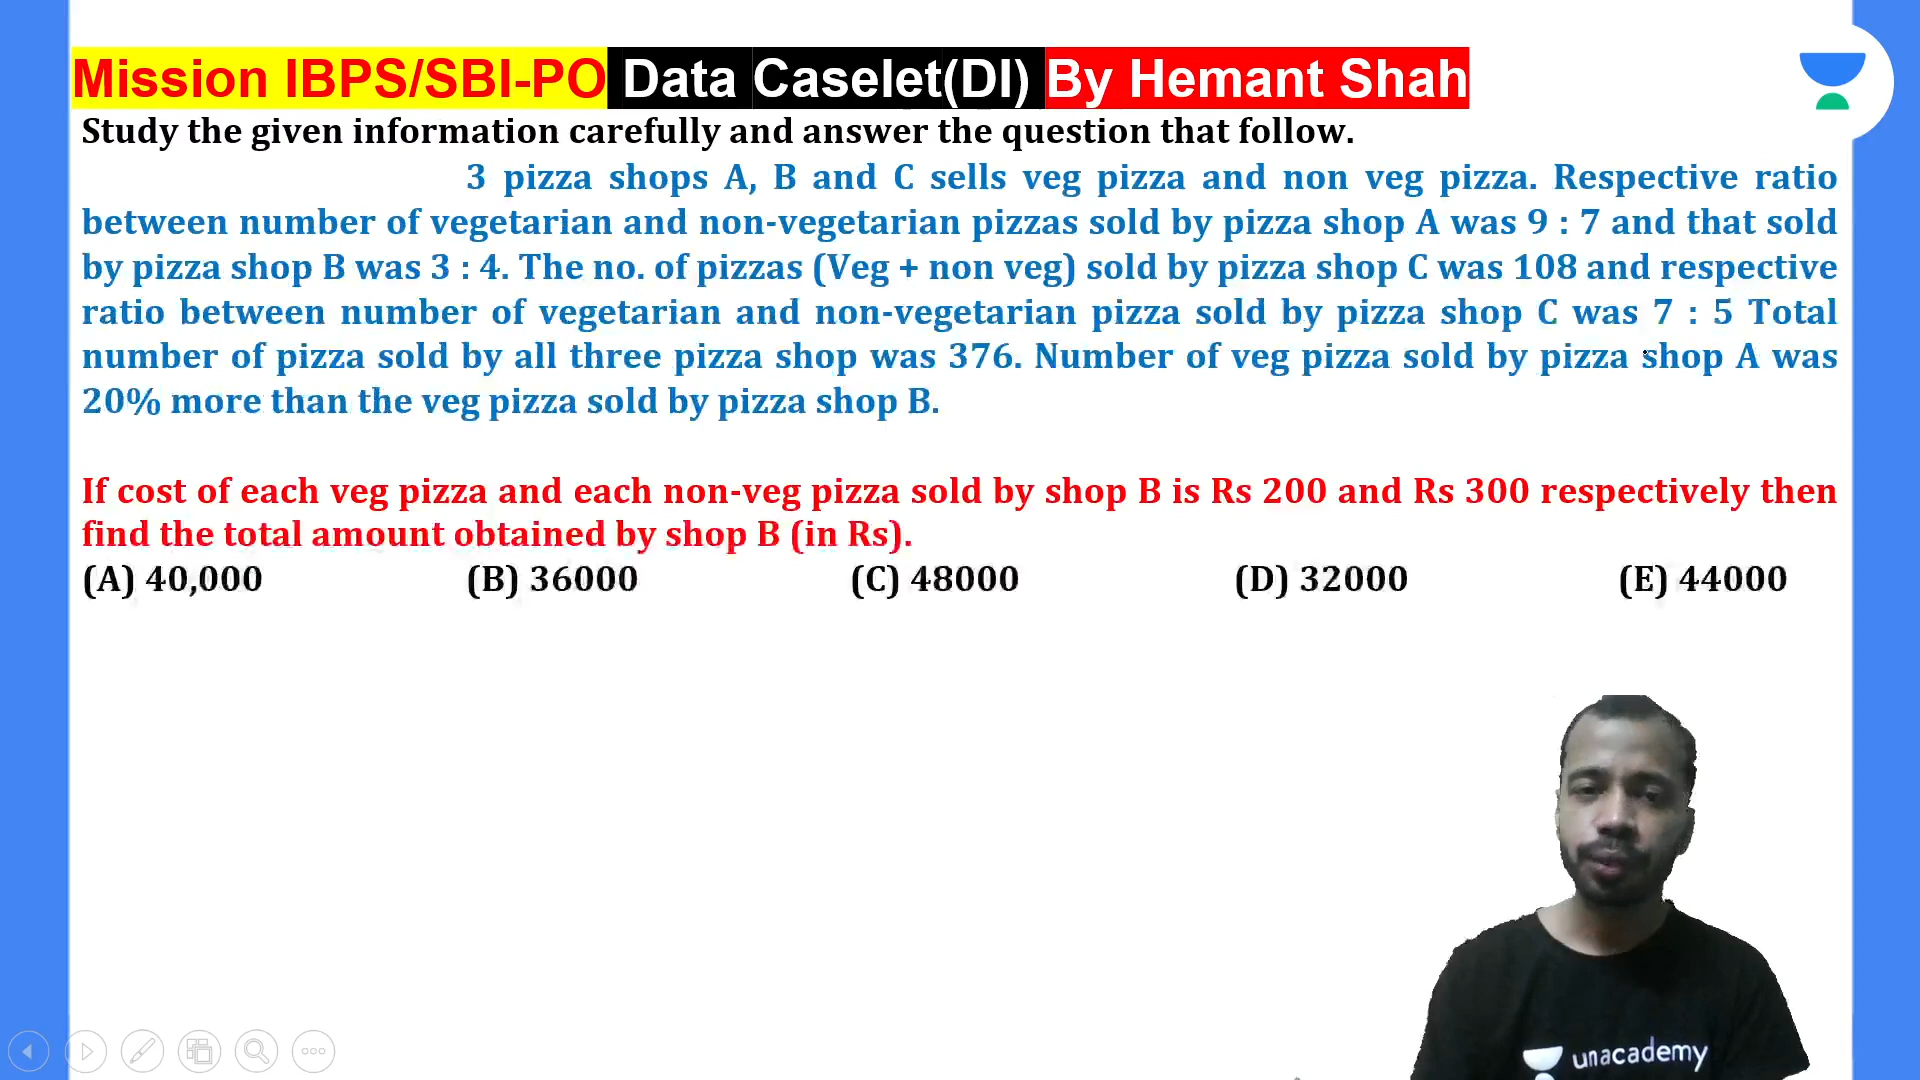 Mission IBPS/SBI-PO Data Caselet(DI) By Hemant Shah
Study the given information carefully and answer the question that follow.
3 pizza shops A, B and C sells veg pizza and non veg pizza. Respective ratio
between number of vegetarian and non-vegetarian pizzas sold by pizza shop A was 9 : 7 and that sold
by pizza shop B was 3 : 4. The no. of pizzas (Veg + non veg) sold by pizza shop C was 108 and respective
ratio between number of vegetarian and non-vegetarian pizza sold by pizza shop C was 7 : 5 Total
number of pizza sold by all three pizza shop was 376. Number of veg pizza sold by pizza shop A was
20% more than the veg pizza sold by pizza shop B.
If cost of each veg pizza and each non-veg pizza sold by shop B is Rs 200 and Rs 300 respectively then
find the total amount obtained by shop B (in Rs).
(A) 40,000 (B) 36000 (C) 48000 (D) 32000 (E) 44000
unacademy